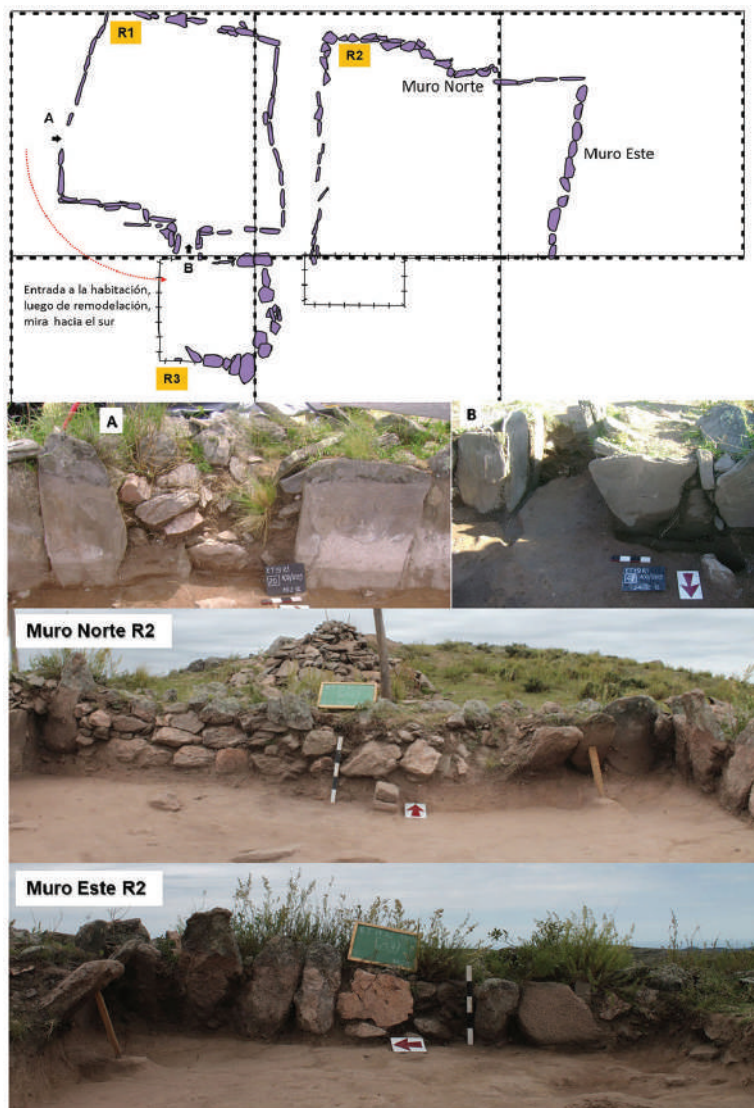 R1
R2
Muro Norte
A
Muro Este
B
Entrada a la habitación,
luego de remodelación,
mira hacia el sur
R3
A
B
Muro Norte R2
Muro Este R2